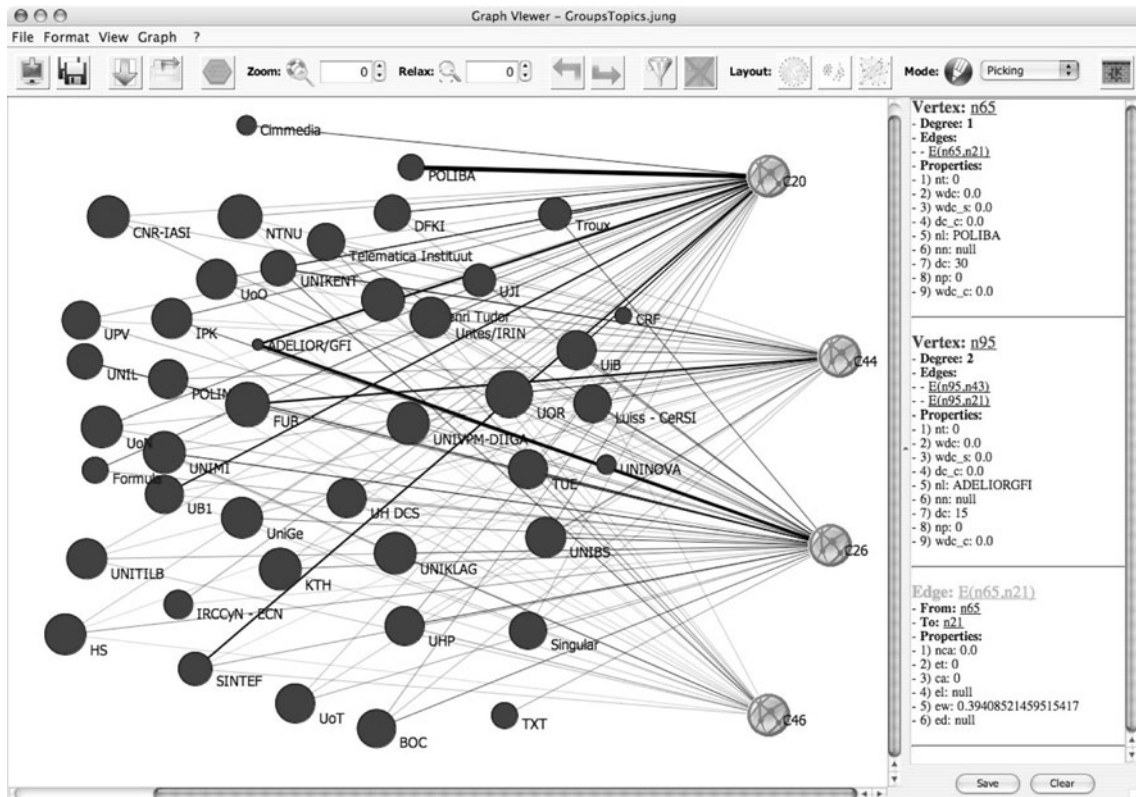 Graph Viewer – GroupsTopics.jung
File Format View Graph ?
Zoom: 0 Relax: 0 Layout: Mode: Picking
Cimmedia
POLIBA
C20
CNR-IASI
NTNU
DFKI
Troux
Telematica Instituut
UNIKENT
UoO
UJI
UPV
IPK
enri Tudor
Untes/IRIN
CRF
ADELIOR/GFI
UiB
C44
UNIL
POLIM
FUB
UOR
Luiss - CeRSI
UoN
UNIVPM-DIIGA
UNIMI
Formula
TUE
UNINOVA
UB1
UH DCS
UniGe
UNIBS
C26
UNITILB
KTH
UNIKLAG
IRCCyN - ECN
HS
UHP
Singular
SINTEF
UoT
BOC
TXT
C46
Vertex: n65
- Degree: 1
- Edges:
- - E(n65,n21)
- Properties:
- 1) nt: 0
- 2) wdc: 0.0
- 3) wdc_s: 0.0
- 4) dc_c: 0.0
- 5) nl: POLIBA
- 6) nn: null
- 7) dc: 30
- 8) np: 0
- 9) wdc_c: 0.0
Vertex: n95
- Degree: 2
- Edges:
- - E(n95,n43)
- - E(n95,n21)
- Properties:
- 1) nt: 0
- 2) wdc: 0.0
- 3) wdc_s: 0.0
- 4) dc_c: 0.0
- 5) nl: ADELIORGFI
- 6) nn: null
- 7) dc: 15
- 8) np: 0
- 9) wdc_c: 0.0
Edge: E(n65,n21)
- From: n65
- To: n21
- Properties:
- 1) nca: 0.0
- 2) et: 0
- 3) ca: 0
- 4) el: null
- 5) ew: 0.39408521459515417
- 6) ed: null
Save Clear